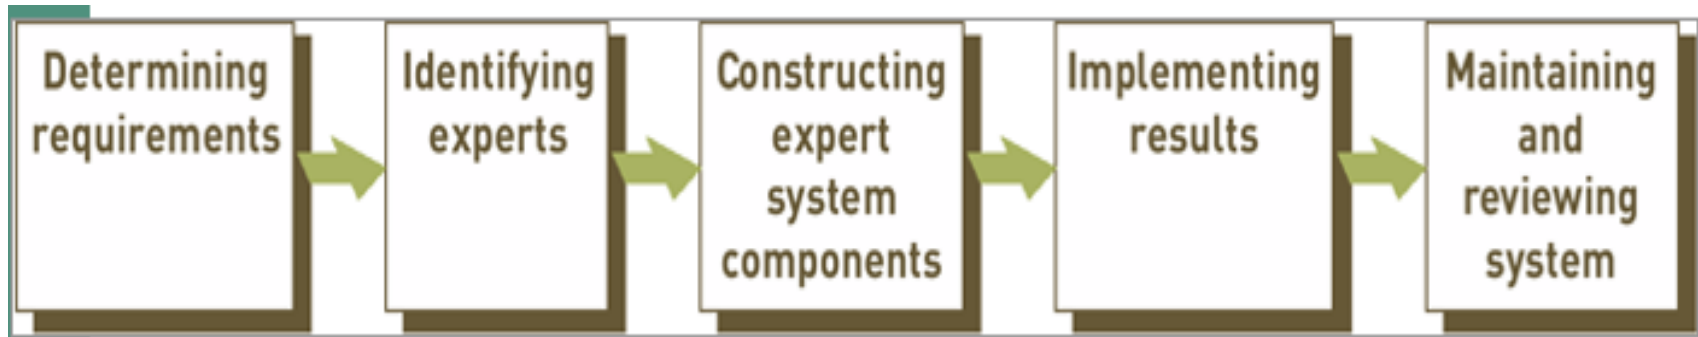 Determining
requirements
Identifying
experts
Constructing
expert
system
components
Implementing
results
Maintaining
and
reviewing
system